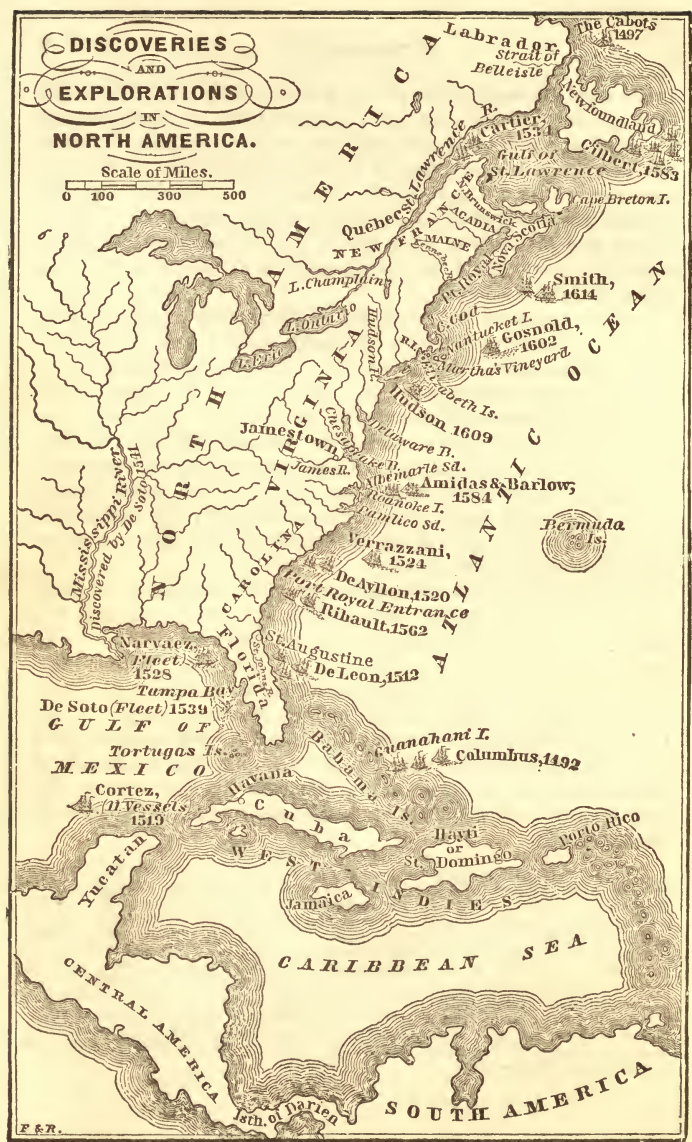 DISCOVERIES
AND
EXPLORATIONS
IN
NORTH AMERICA.
Scale of Miles.
0 100 300 500
The Cabots
1497
Labrador
Strait of
Belleisle
Newfoundland
Gilbert, 1583
Cartier,
1534
Gulf of
St. Lawrence
St. Lawrence R.
Cape Breton I.
N. Brunswick
ACADIA
Nova Scotia
Quebec
NEW FRANCE
MAINE
Kennebec R.
Pt. Royal
Smith,
1614
L. Champlain
C. Cod
Nantucket I.
Gosnold,
1602
Martha's Vineyard
R.I.
Elizabeth Is.
L. Ontario
L. Erie
Hudson R.
Hudson 1609
NORTH AMERICA
ATLANTIC OCEAN
VIRGINIA
Jamestown
Chesapeake B.
Delaware B.
James R.
Albemarle Sd.
Amidas & Barlow,
1584
Roanoke I.
Pamlico Sd.
Bermuda
Is.
Mississippi River
Discovered by De Soto 1541
Verrazzani,
1524
CAROLINA
De Ayllon, 1520
Port Royal Entrance
Ribault, 1562
Narvaez
(Fleet)
1528
Florida
St. Johns R.
St. Augustine
De Leon, 1512
Tampa Bay
De Soto (Fleet) 1539
GULF OF
MEXICO
Tortugas Is.
Guanahani I.
Columbus, 1492
Bahama Is.
Havana
Cortez,
(11 Vessels
1519
Cuba
Yucatan
Hayti
or
St. Domingo
Porto Rico
WEST INDIES
Jamaica
CARIBBEAN SEA
CENTRAL AMERICA
Isth. of Darien
SOUTH AMERICA
F & R.